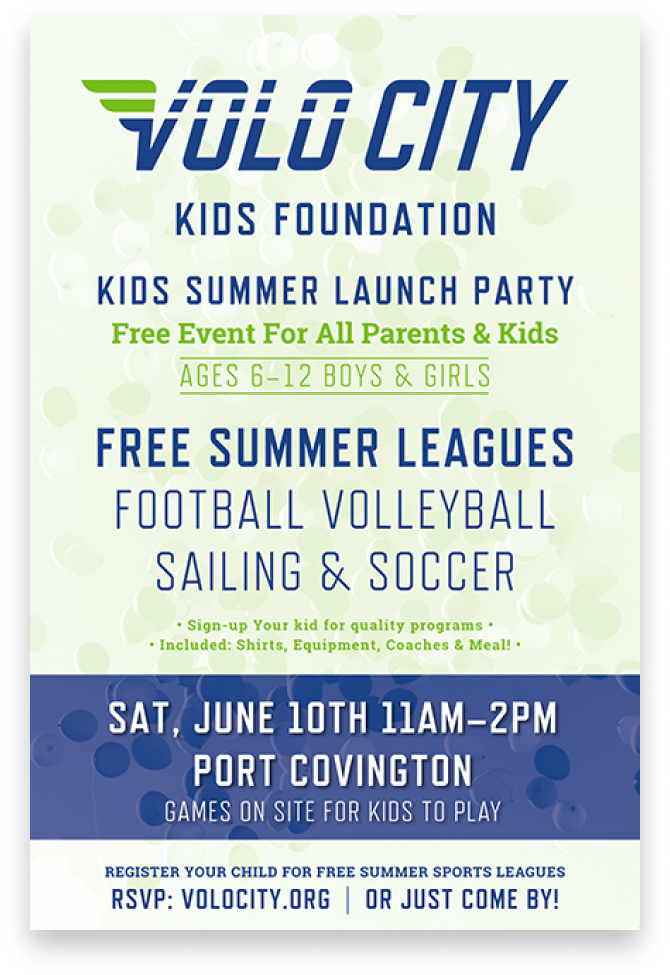 VOLO CITY
KIDS FOUNDATION
KIDS SUMMER LAUNCH PARTY
Free Event For All Parents & Kids
AGES 6–12 BOYS & GIRLS
FREE SUMMER LEAGUES
FOOTBALL VOLLEYBALL
SAILING & SOCCER
• Sign-up Your kid for quality programs •
• Included: Shirts, Equipment, Coaches & Meal! •
SAT, JUNE 10TH 11AM–2PM
PORT COVINGTON
GAMES ON SITE FOR KIDS TO PLAY
REGISTER YOUR CHILD FOR FREE SUMMER SPORTS LEAGUES
RSVP: VOLOCITY.ORG | OR JUST COME BY!